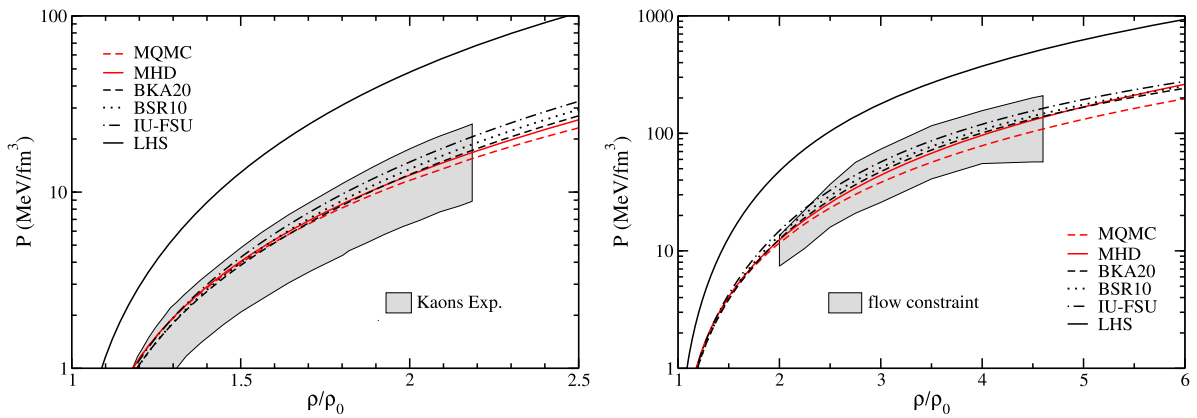 100
10
1
P (MeV/fm³)
MQMC
MHD
BKA20
BSR10
IU-FSU
LHS
Kaons Exp.
1 1.5 2 2.5
ρ/ρ₀
1000
100
10
1
P (MeV/fm³)
MQMC
MHD
BKA20
BSR10
IU-FSU
LHS
flow constraint
1 2 3 4 5 6
ρ/ρ₀